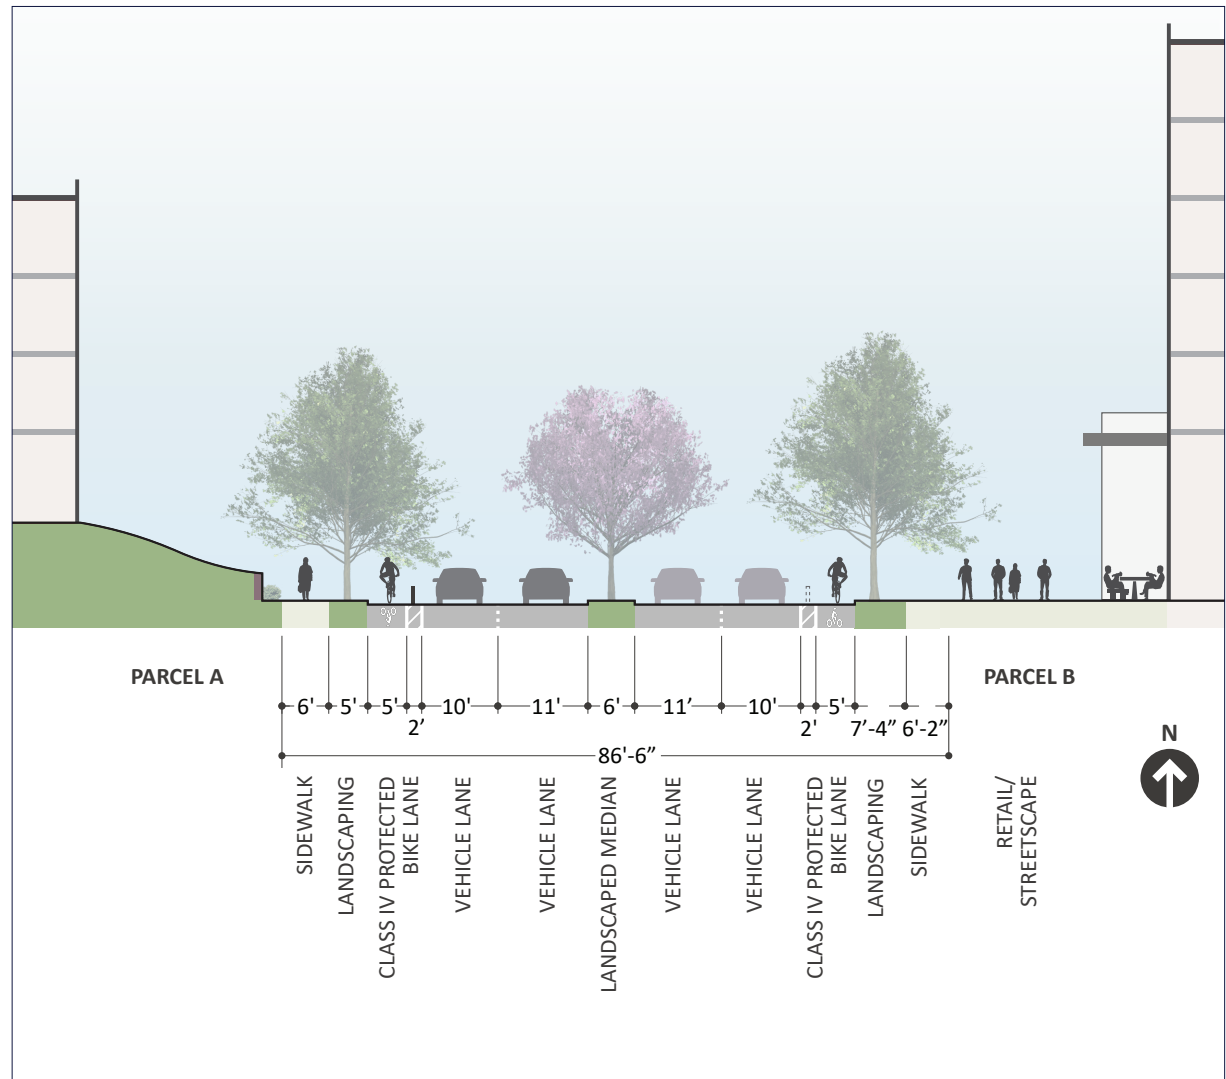 PARCEL A
PARCEL B
6' 5' 5' 10' 11' 6' 11' 10' 5'
2’ 2' 7’-4” 6'-2”
86'-6”
N
SIDEWALK
LANDSCAPING
CLASS IV PROTECTED
BIKE LANE
VEHICLE LANE
VEHICLE LANE
LANDSCAPED MEDIAN
VEHICLE LANE
VEHICLE LANE
CLASS IV PROTECTED
BIKE LANE
LANDSCAPING
SIDEWALK
RETAIL/
STREETSCAPE